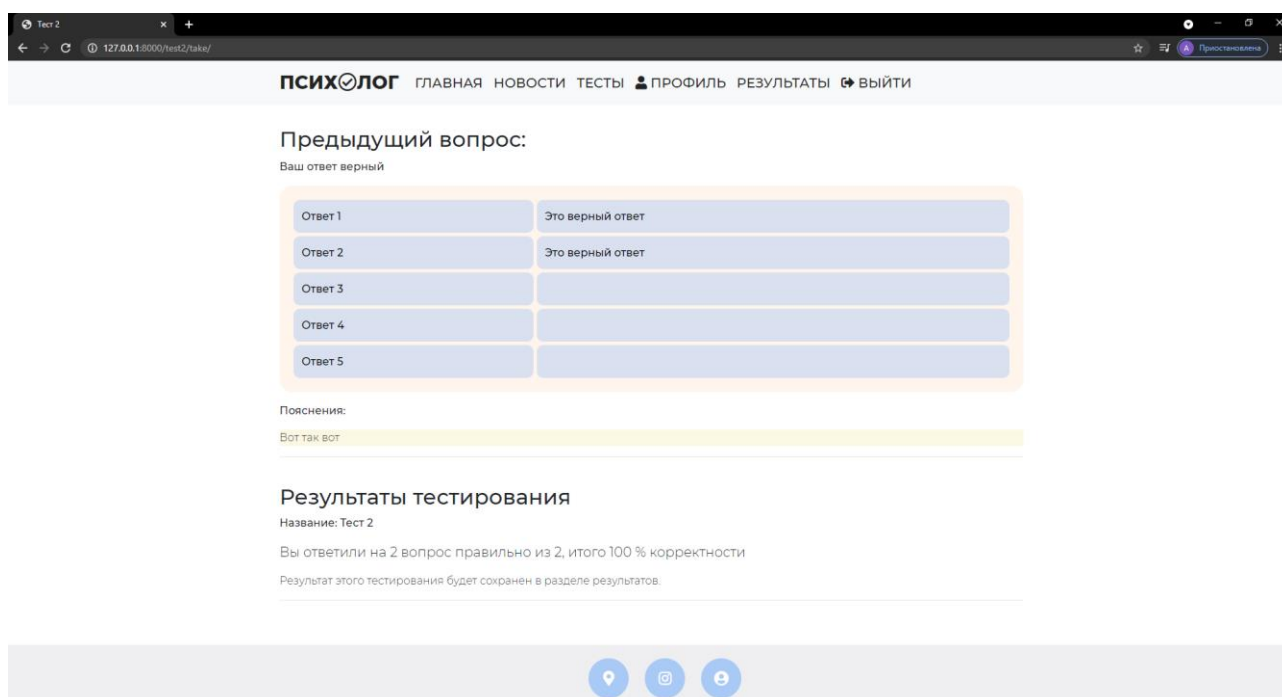 Тест 2
127.0.0.1:8000/test2/take/
А Приостановлена
ПСИХОЛОГ ГЛАВНАЯ НОВОСТИ ТЕСТЫ ПРОФИЛЬ РЕЗУЛЬТАТЫ ВЫЙТИ
Предыдущий вопрос:
Ваш ответ верный
Ответ 1 Это верный ответ
Ответ 2 Это верный ответ
Ответ 3
Ответ 4
Ответ 5
Пояснения:
Вот так вот
Результаты тестирования
Название: Тест 2
Вы ответили на 2 вопрос правильно из 2, итого 100 % корректности
Результат этого тестирования будет сохранен в разделе результатов.